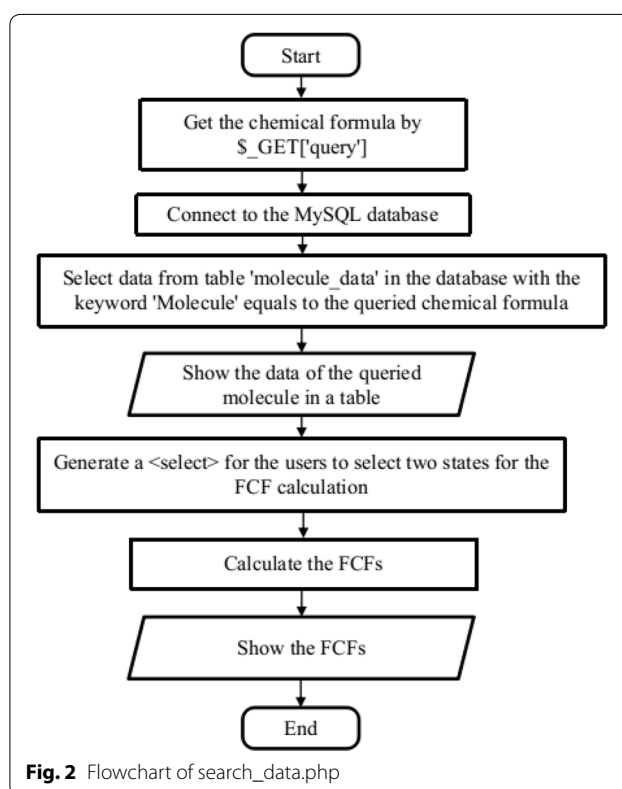 Start
Get the chemical formula by
$_GET['query']
Connect to the MySQL database
Select data from table 'molecule_data' in the database with the
keyword 'Molecule' equals to the queried chemical formula
Show the data of the queried
molecule in a table
Generate a <select> for the users to select two states for the
FCF calculation
Calculate the FCFs
Show the FCFs
End
Fig. 2 Flowchart of search_data.php